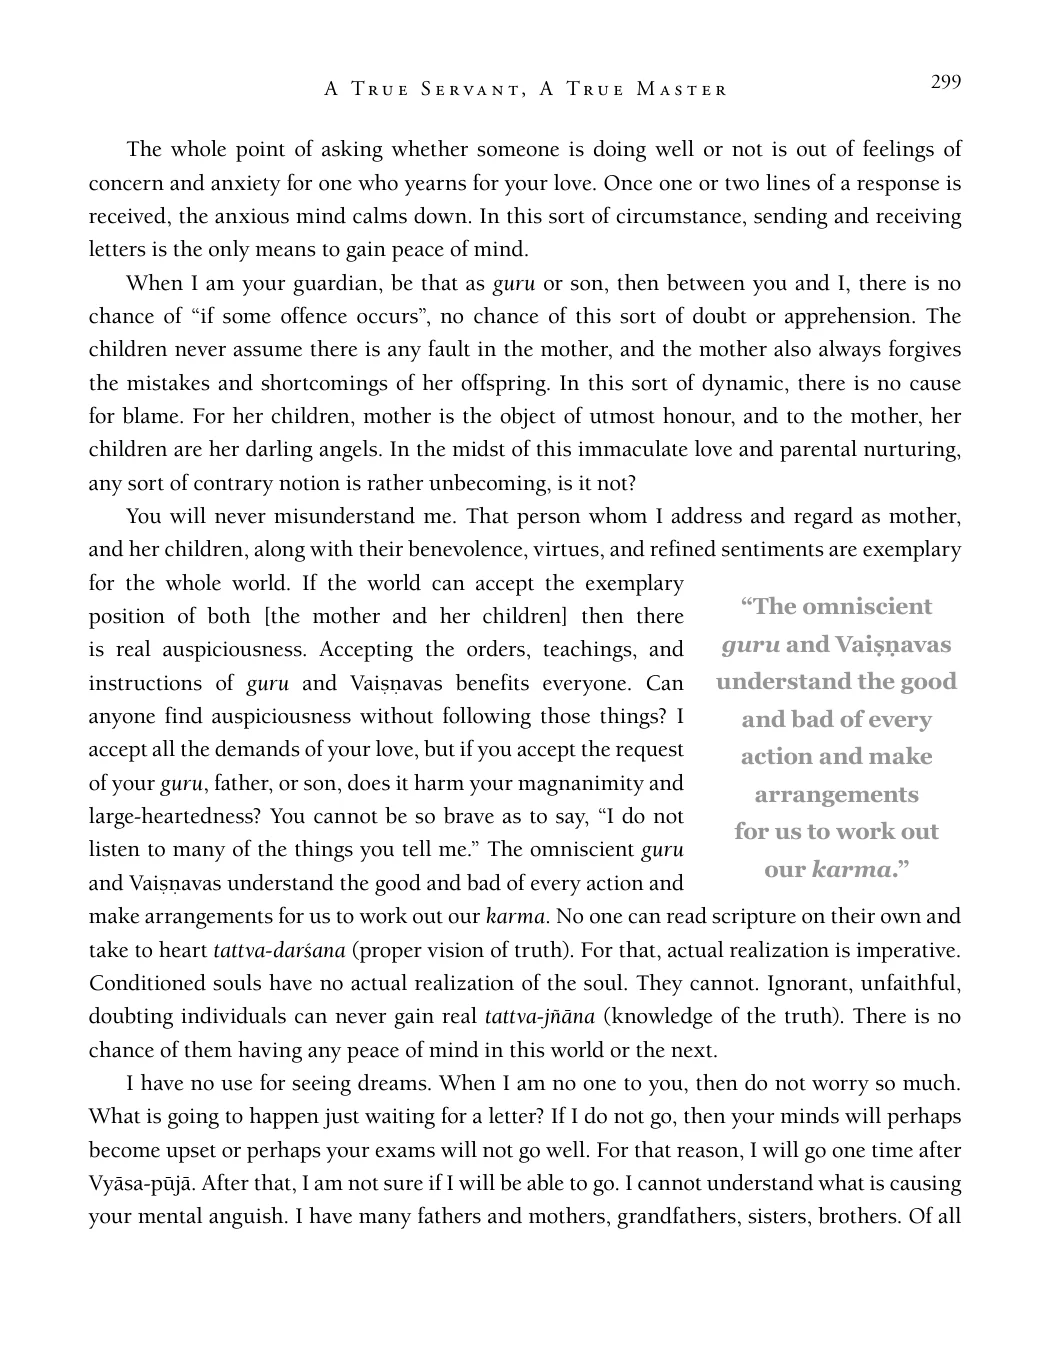 A True Servant, A True Master
299
The whole point of asking whether someone is doing well or not is out of feelings of
concern and anxiety for one who yearns for your love. Once one or two lines of a response is
received, the anxious mind calms down. In this sort of circumstance, sending and receiving
letters is the only means to gain peace of mind.
When I am your guardian, be that as guru or son, then between you and I, there is no
chance of “if some offence occurs”, no chance of this sort of doubt or apprehension. The
children never assume there is any fault in the mother, and the mother also always forgives
the mistakes and shortcomings of her offspring. In this sort of dynamic, there is no cause
for blame. For her children, mother is the object of utmost honour, and to the mother, her
children are her darling angels. In the midst of this immaculate love and parental nurturing,
any sort of contrary notion is rather unbecoming, is it not?
You will never misunderstand me. That person whom I address and regard as mother,
and her children, along with their benevolence, virtues, and refined sentiments are exemplary
for the whole world. If the world can accept the exemplary
position of both [the mother and her children] then there
is real auspiciousness. Accepting the orders, teachings, and
instructions of guru and Vaiṣṇavas benefits everyone. Can
anyone find auspiciousness without following those things? I
accept all the demands of your love, but if you accept the request
of your guru, father, or son, does it harm your magnanimity and
large-heartedness? You cannot be so brave as to say, “I do not
listen to many of the things you tell me.” The omniscient guru
and Vaiṣṇavas understand the good and bad of every action and
make arrangements for us to work out our karma. No one can read scripture on their own and
take to heart tattva-darśana (proper vision of truth). For that, actual realization is imperative.
Conditioned souls have no actual realization of the soul. They cannot. Ignorant, unfaithful,
doubting individuals can never gain real tattva-jñāna (knowledge of the truth). There is no
chance of them having any peace of mind in this world or the next.
I have no use for seeing dreams. When I am no one to you, then do not worry so much.
What is going to happen just waiting for a letter? If I do not go, then your minds will perhaps
become upset or perhaps your exams will not go well. For that reason, I will go one time after
Vyāsa-pūjā. After that, I am not sure if I will be able to go. I cannot understand what is causing
your mental anguish. I have many fathers and mothers, grandfathers, sisters, brothers. Of all
“The omniscient
guru and Vaiṣṇavas
understand the good
and bad of every
action and make
arrangements
for us to work out
our karma.”